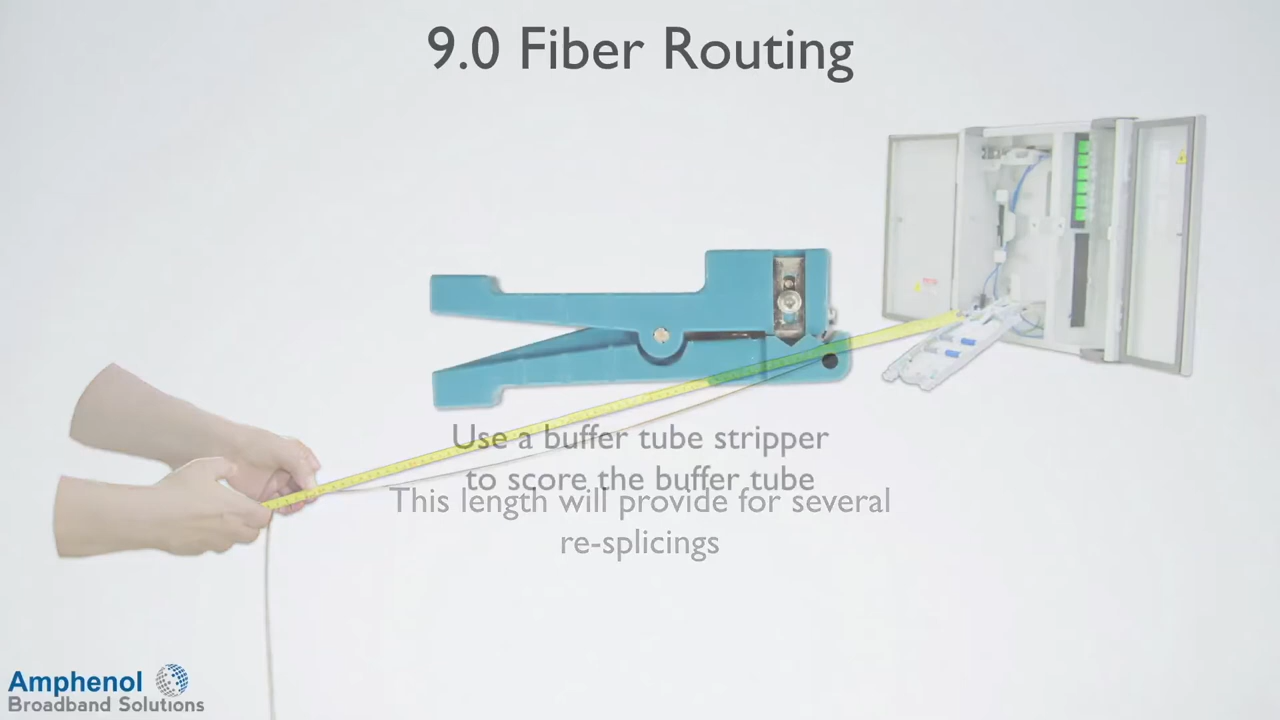 9.0 Fiber Routing
Use a buffer tube stripper
to score the buffer tube
This length will provide for several
re-splicings
Amphenol
Broadband Solutions